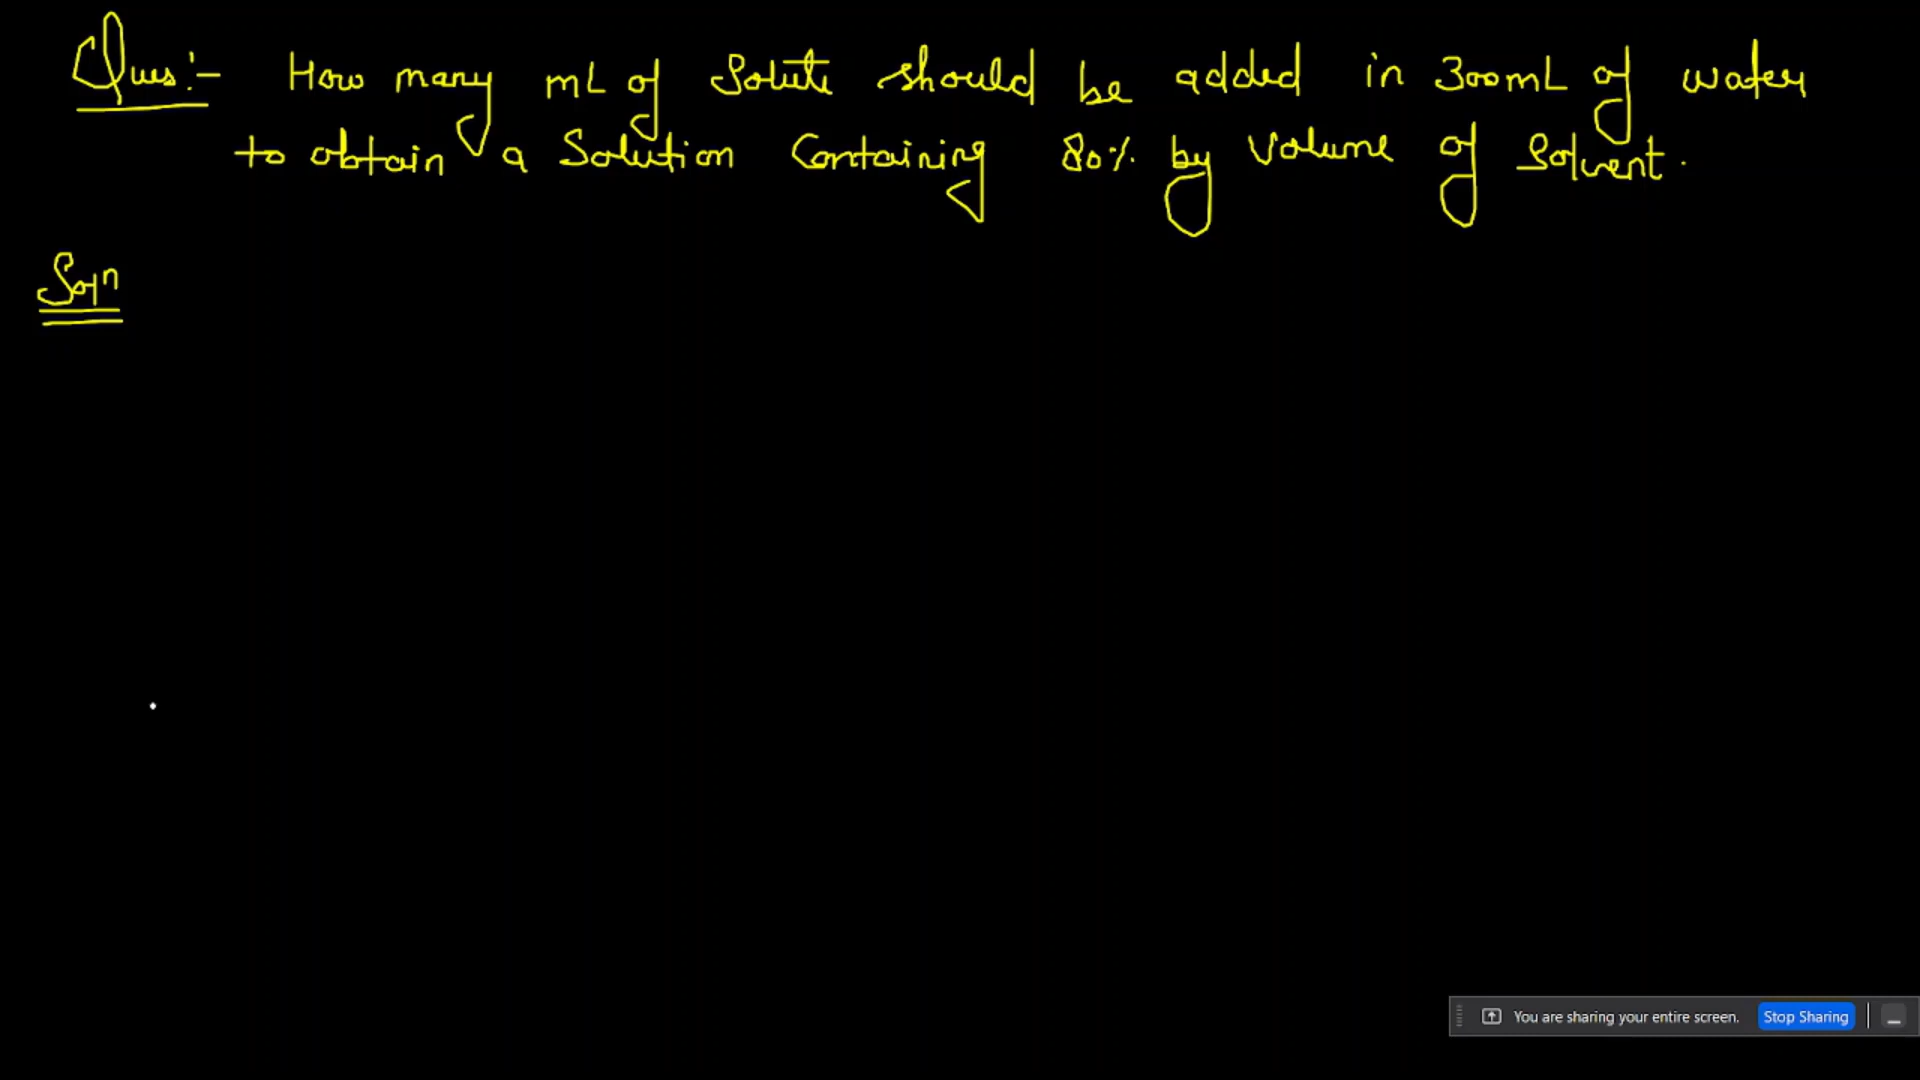 Ques:- How many mL of Solute should be added in 300mL of water
to obtain a Solution Containing 80% by Volume of Solvent.
Soln
You are sharing your entire screen. Stop Sharing